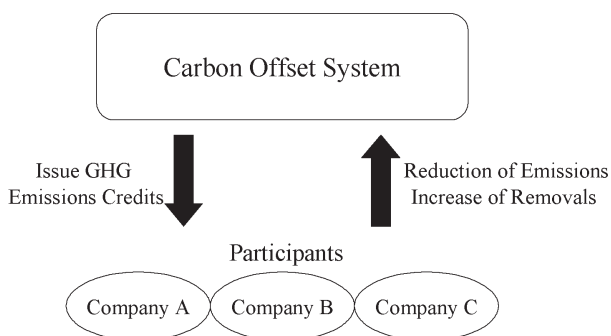 Carbon Offset System
Issue GHG
Emissions Credits
Reduction of Emissions
Increase of Removals
Participants
Company A
Company B
Company C